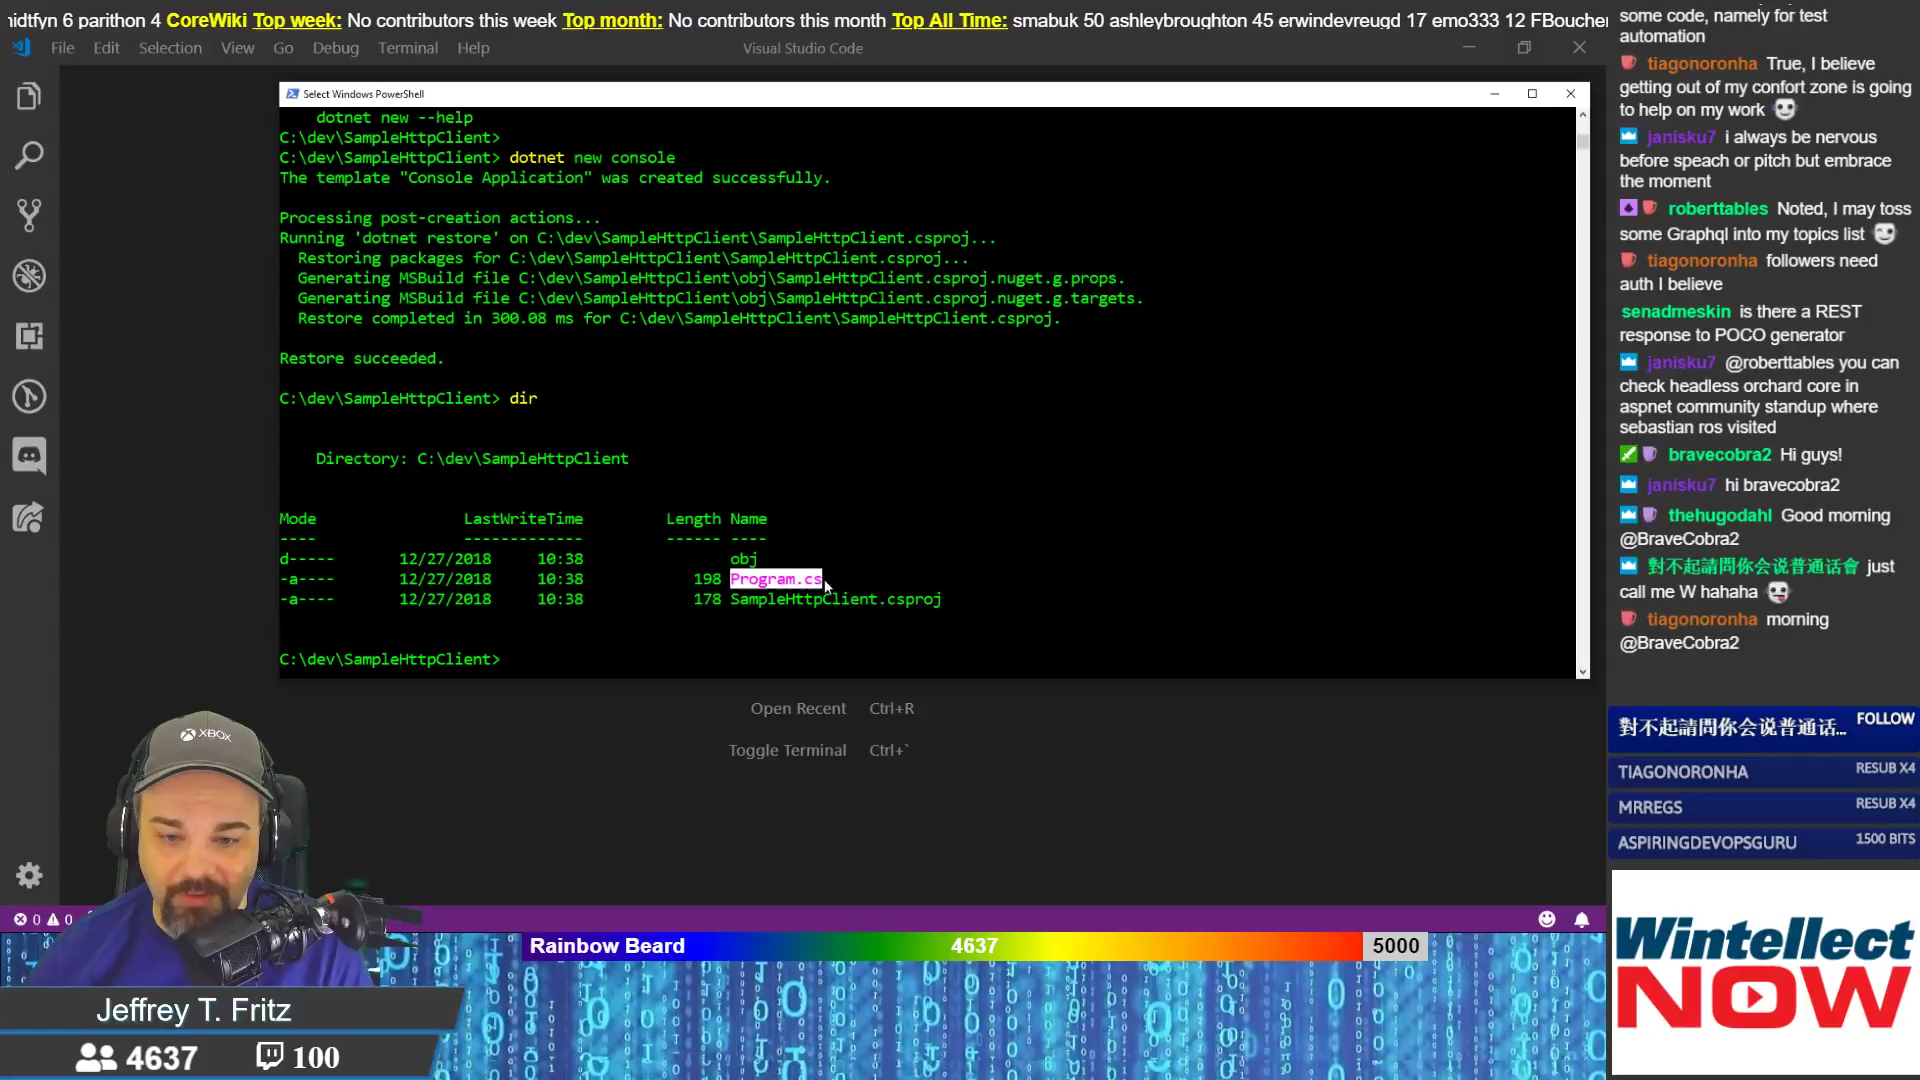 nidtfyn 6 parithon 4 CoreWiki Top week: No contributors this week Top month: No contributors this month Top All Time: smabuk 50 ashleybroughton 45 erwindevreugd 17 emo333 12 FBoucher
File Edit Selection View Go Debug Terminal Help
Visual Studio Code
Select Windows PowerShell
dotnet new --help
C:\dev\SampleHttpClient>
C:\dev\SampleHttpClient> dotnet new console
The template "Console Application" was created successfully.
Processing post-creation actions...
Running 'dotnet restore' on C:\dev\SampleHttpClient\SampleHttpClient.csproj...
Restoring packages for C:\dev\SampleHttpClient\SampleHttpClient.csproj...
Generating MSBuild file C:\dev\SampleHttpClient\obj\SampleHttpClient.csproj.nuget.g.props.
Generating MSBuild file C:\dev\SampleHttpClient\obj\SampleHttpClient.csproj.nuget.g.targets.
Restore completed in 300.08 ms for C:\dev\SampleHttpClient\SampleHttpClient.csproj.
Restore succeeded.
C:\dev\SampleHttpClient> dir
Directory: C:\dev\SampleHttpClient
Mode LastWriteTime Length Name
---- ------------- ------ ----
d----- 12/27/2018 10:38 obj
-a---- 12/27/2018 10:38 198 Program.cs
-a---- 12/27/2018 10:38 178 SampleHttpClient.csproj
C:\dev\SampleHttpClient>
Open Recent Ctrl+R
Toggle Terminal Ctrl+`
XBOX
0 0
Rainbow Beard 4637 5000
Jeffrey T. Fritz
4637 100
some code, namely for test
automation
tiagonoronha True, I believe
getting out of my confort zone is going
to help on my work
janisku7 i always be nervous
before speach or pitch but embrace
the moment
roberttables Noted, I may toss
some Graphql into my topics list
tiagonoronha followers need
auth I believe
senadmeskin is there a REST
response to POCO generator
janisku7 @roberttables you can
check headless orchard core in
aspnet community standup where
sebastian ros visited
bravecobra2 Hi guys!
janisku7 hi bravecobra2
thehugodahl Good morning
@BraveCobra2
對不起請問你会说普通话會 just
call me W hahaha
tiagonoronha morning
@BraveCobra2
對不起請問你会说普通话... FOLLOW
TIAGONORONHA RESUB X4
MRREGS RESUB X4
ASPIRINGDEVOPSGURU 1500 BITS
Wintellect
NOW